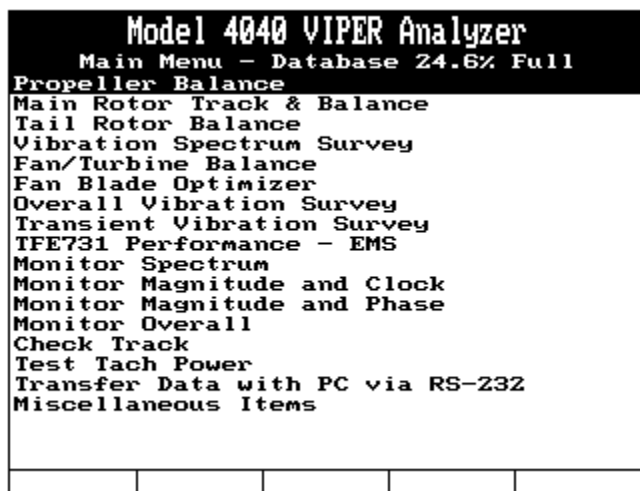 Model 4040 VIPER Analyzer
Main Menu - Database 24.6% Full
Propeller Balance
Main Rotor Track & Balance
Tail Rotor Balance
Vibration Spectrum Survey
Fan/Turbine Balance
Fan Blade Optimizer
Overall Vibration Survey
Transient Vibration Survey
TFE731 Performance - EMS
Monitor Spectrum
Monitor Magnitude and Clock
Monitor Magnitude and Phase
Monitor Overall
Check Track
Test Tach Power
Transfer Data with PC via RS-232
Miscellaneous Items